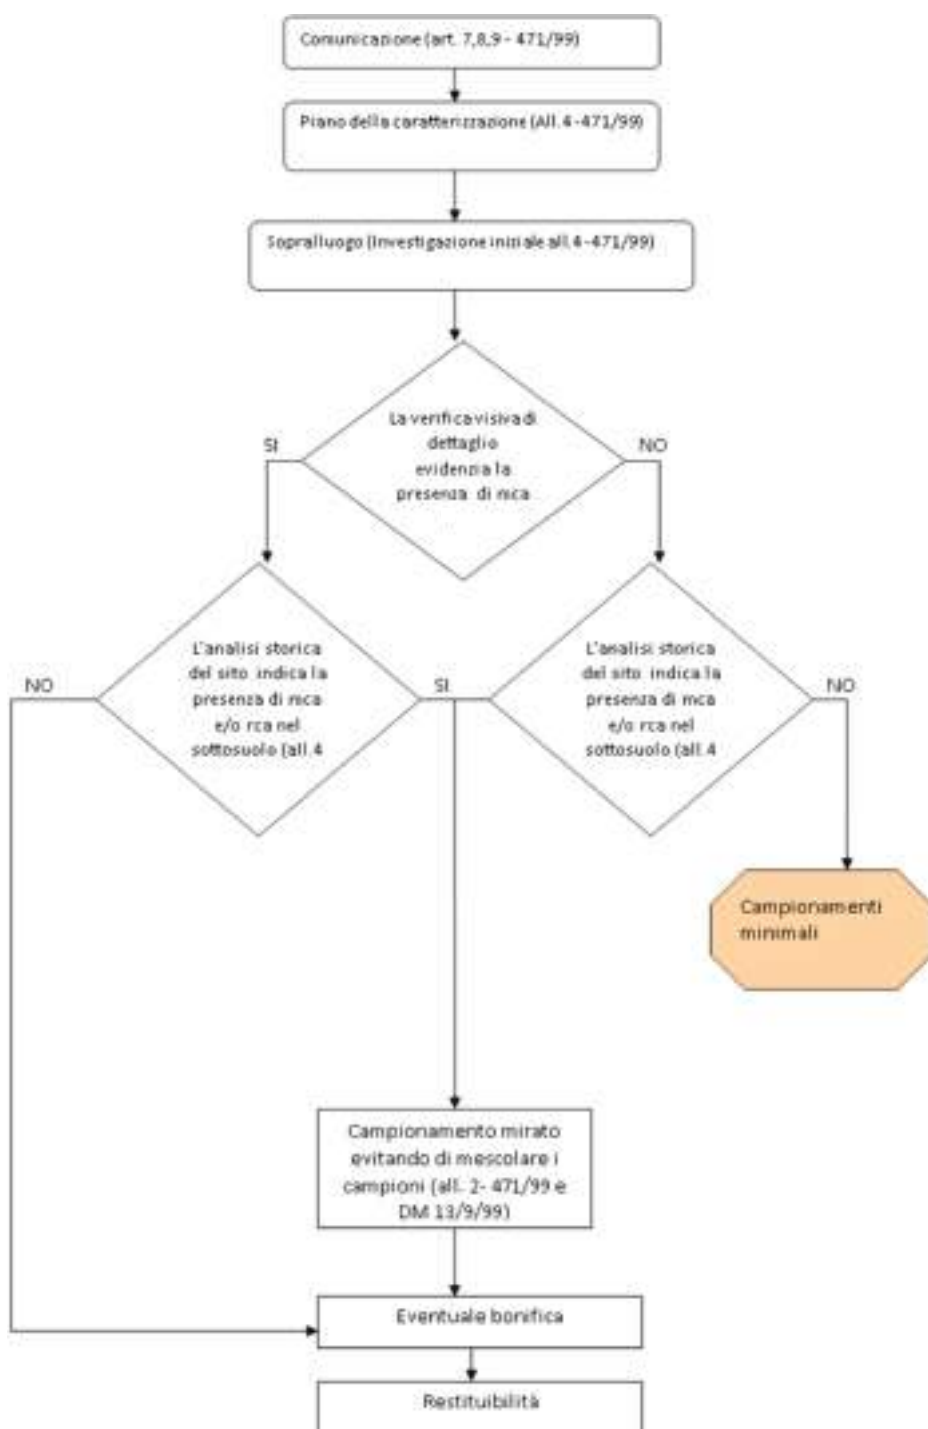 Comunicazione (art. 7,8,9 - 471/99)
Piano della caratterizzazione (All.4 -471/99)
Sopralluogo (Investigazione iniziale all.4-471/99)
La verifica visiva di
dettaglio
evidenzia la
presenza di mca
SI
NO
L'analisi storica
del sito indica la
presenza di mca
e/o rca nel
sottosuolo (all.4
L'analisi storica
del sito indica la
presenza di mca
e/o rca nel
sottosuolo (all.4
NO
SI
NO
Campionamenti
minimali
Campionamento mirato
evitando di mescolare i
campioni (all. 2- 471/99 e
DM 13/9/99)
Eventuale bonifica
Restituibilità